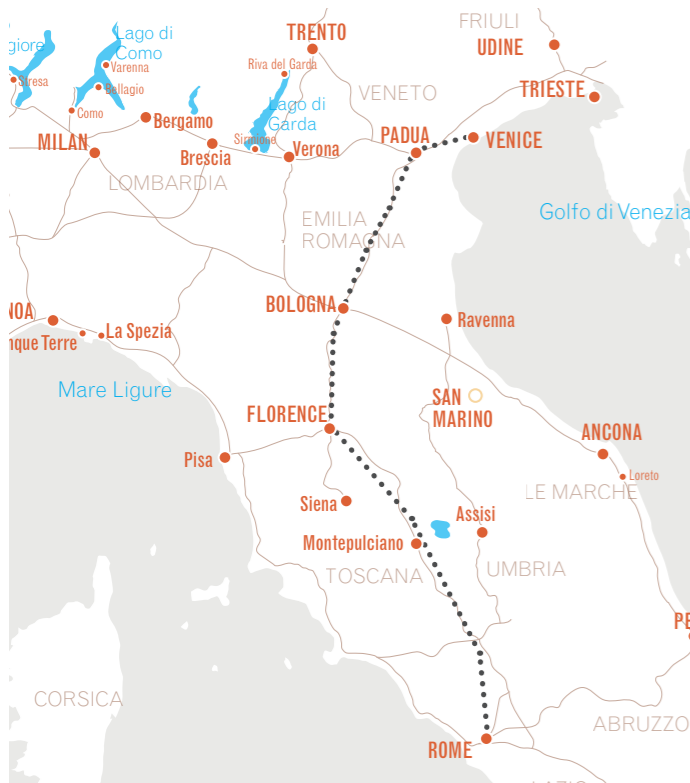 FRIULI
Lago di
Como
TRENTO
UDINE
giore
Varenna
Riva del Garda
Stresa
Bellagio
VENETO
TRIESTE
Como
Lago di
Garda
Bergamo
MILAN
Sirmione
PADUA
VENICE
Brescia
Verona
LOMBARDIA
EMILIA
ROMAGNA
Golfo di Venezia
BOLOGNA
NOA
Ravenna
La Spezia
nque Terre
Mare Ligure
SAN
MARINO
FLORENCE
ANCONA
Pisa
Loreto
LE MARCHE
Siena
Assisi
Montepulciano
TOSCANA
UMBRIA
PE
CORSICA
ABRUZZO
ROME
LAZIO